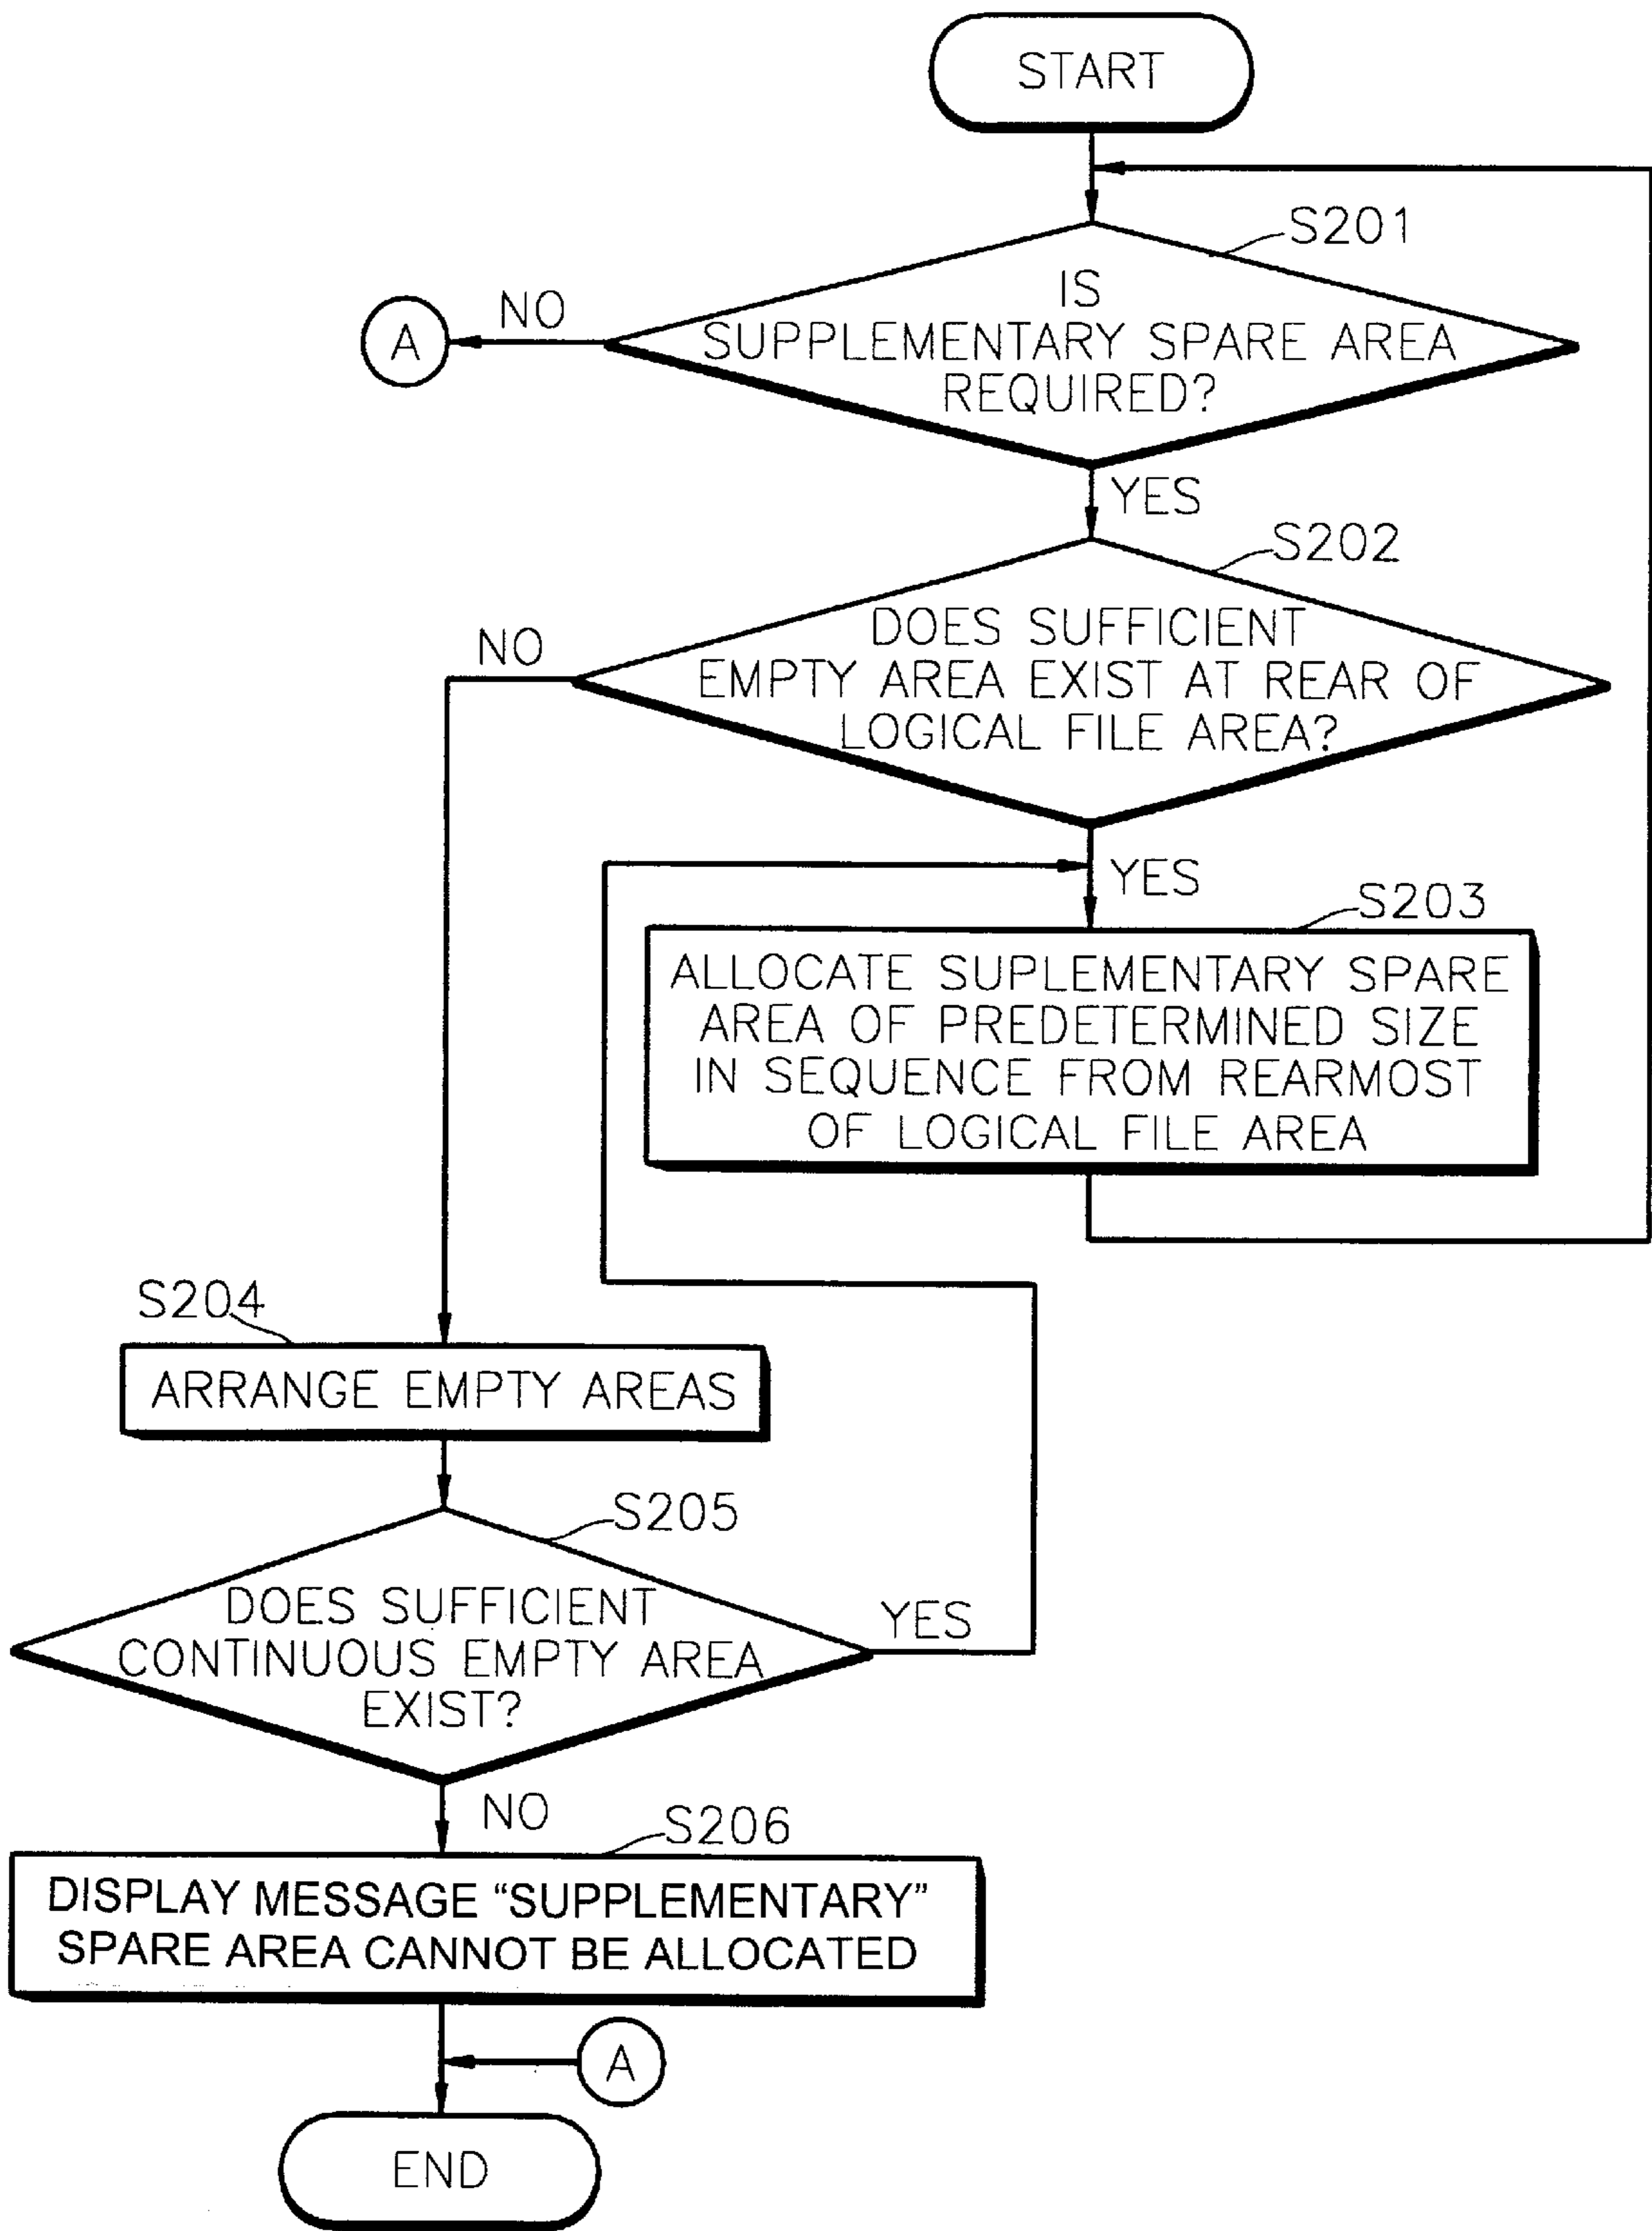 START
S201
IS
SUPPLEMENTARY SPARE AREA
REQUIRED?
NO
A
YES
S202
DOES SUFFICIENT
EMPTY AREA EXIST AT REAR OF
LOGICAL FILE AREA?
NO
YES
S203
ALLOCATE SUPLEMENTARY SPARE
AREA OF PREDETERMINED SIZE
IN SEQUENCE FROM REARMOST
OF LOGICAL FILE AREA
S204
ARRANGE EMPTY AREAS
S205
DOES SUFFICIENT
CONTINUOUS EMPTY AREA
EXIST?
YES
NO
S206
DISPLAY MESSAGE “SUPPLEMENTARY”
SPARE AREA CANNOT BE ALLOCATED
A
END